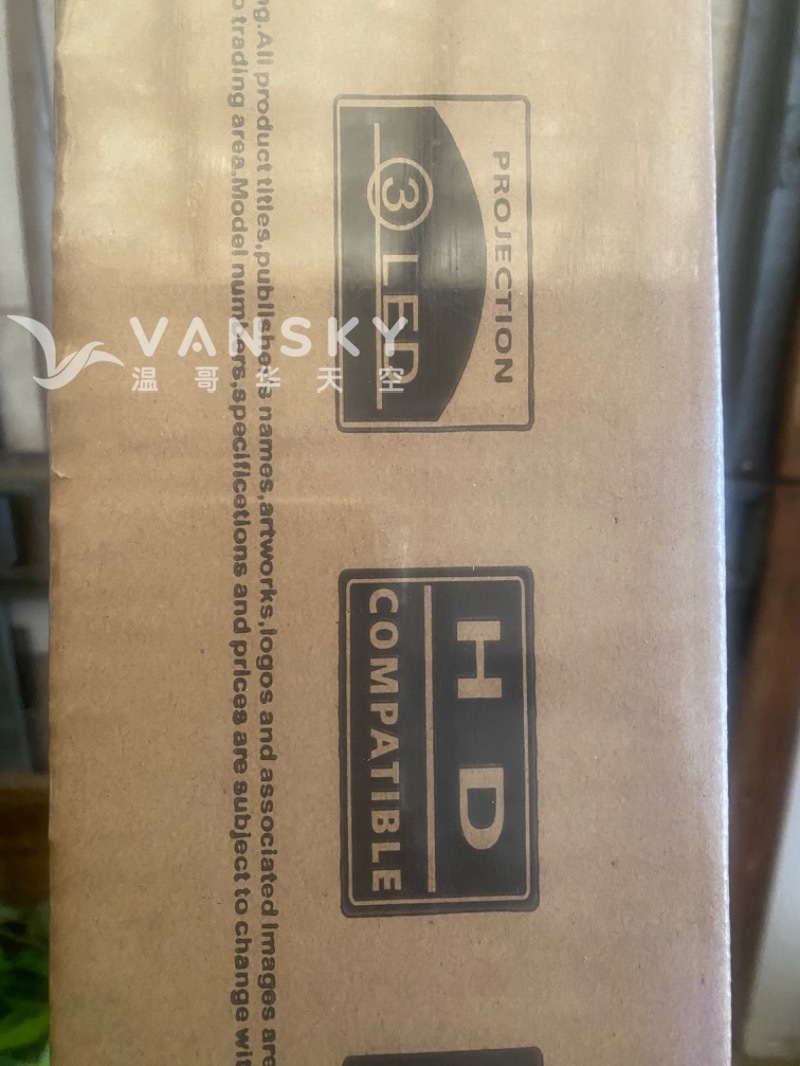 PROJECTION
3 LED
HD
COMPATIBLE
ng.All product titles,publishers names,artworks,logos and associated Images are
o trading area.Model numbers,specificetions and prices are subject to change wit
VANSKY
温哥华天空